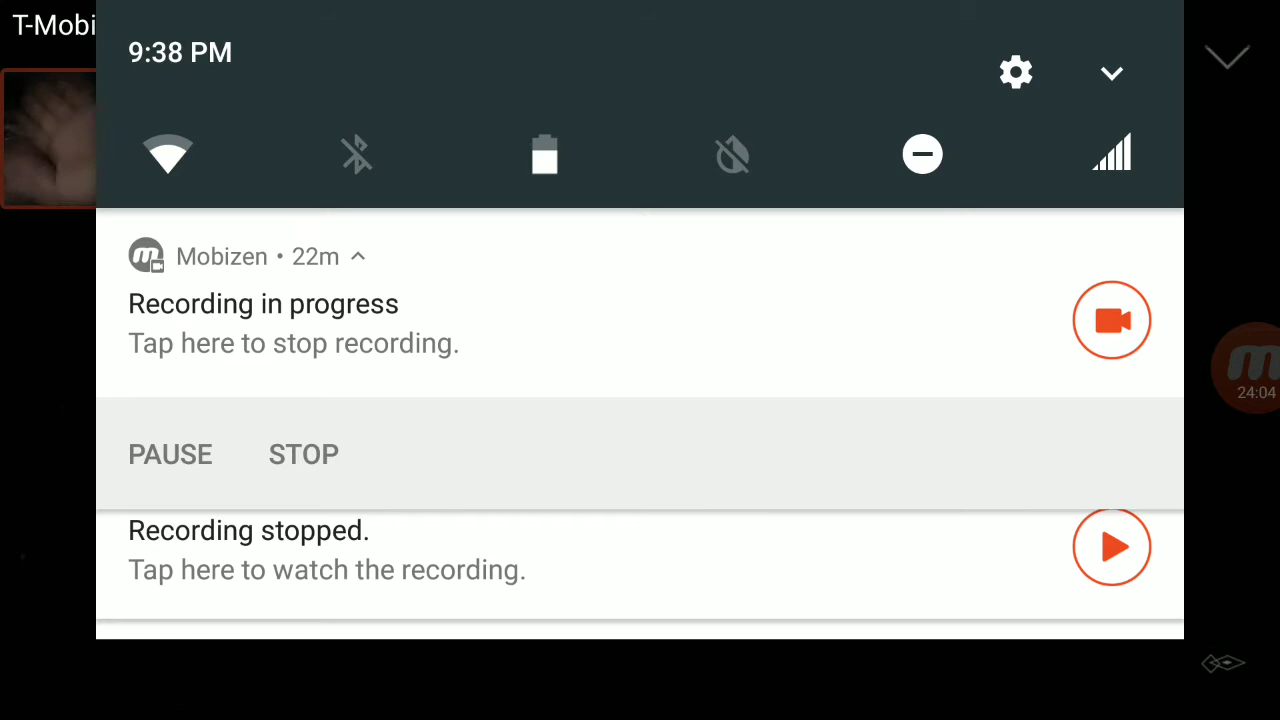 T-Mobi
9:38 PM
Mobizen • 22m
Recording in progress
Tap here to stop recording.
24:04
PAUSE STOP
Recording stopped.
Tap here to watch the recording.